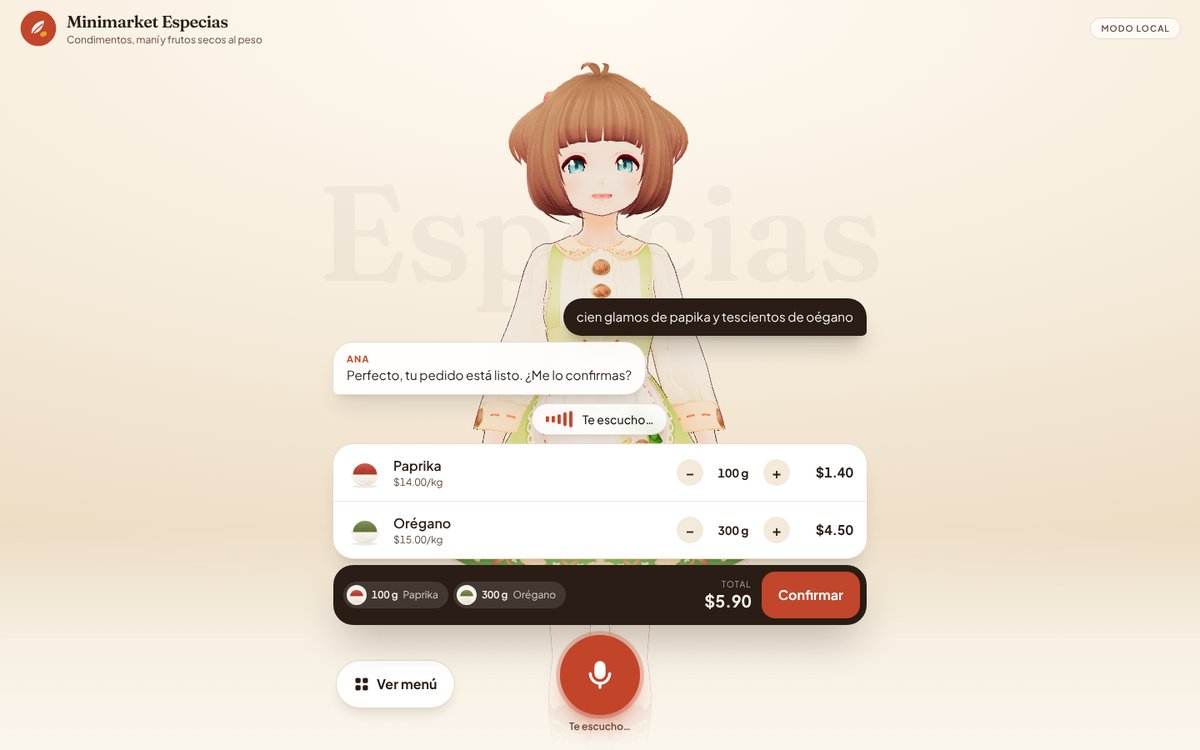 Minimarket Especias
Condimentos, maní y frutos secos al peso
MODO LOCAL
Especias
cien glamos de papika y tescientos de oégano
ANA
Perfecto, tu pedido está listo. ¿Me lo confirmas?
Te escucho…
Paprika
$14.00/kg
− 100 g + $1.40
Orégano
$15.00/kg
− 300 g + $4.50
100 g Paprika 300 g Orégano
TOTAL
$5.90
Confirmar
Ver menú
Te escucho…